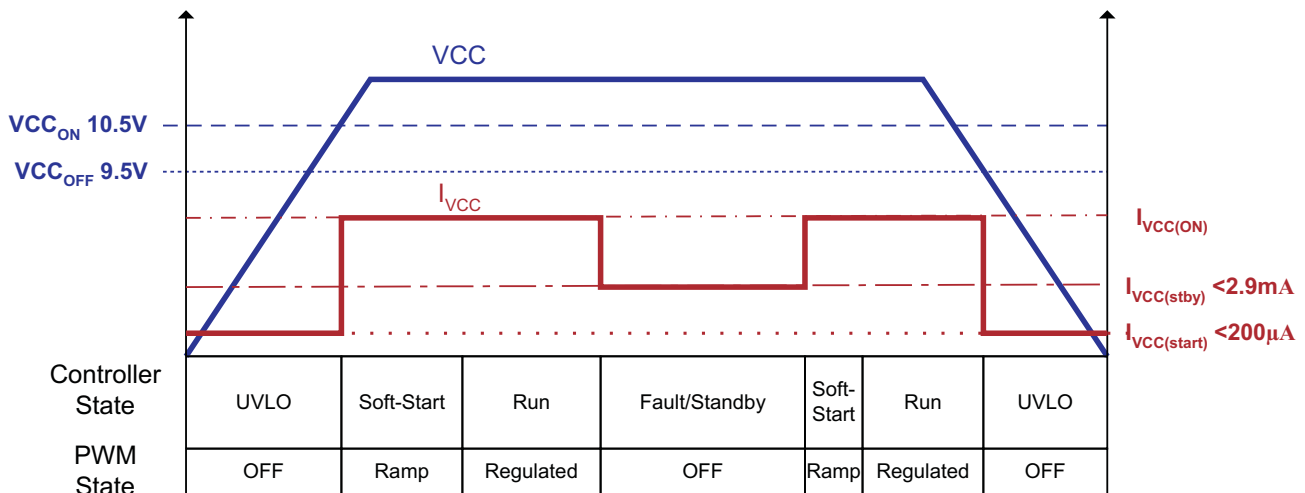 VCC
VCCON 10.5V
VCCOFF 9.5V
IVCC
IVCC(ON)
IVCC(stby) <2.9mA
IVCC(start) <200μA
Controller State
UVLO
Soft-Start
Run
Fault/Standby
Soft-Start
Run
UVLO
PWM State
OFF
Ramp
Regulated
OFF
Ramp
Regulated
OFF